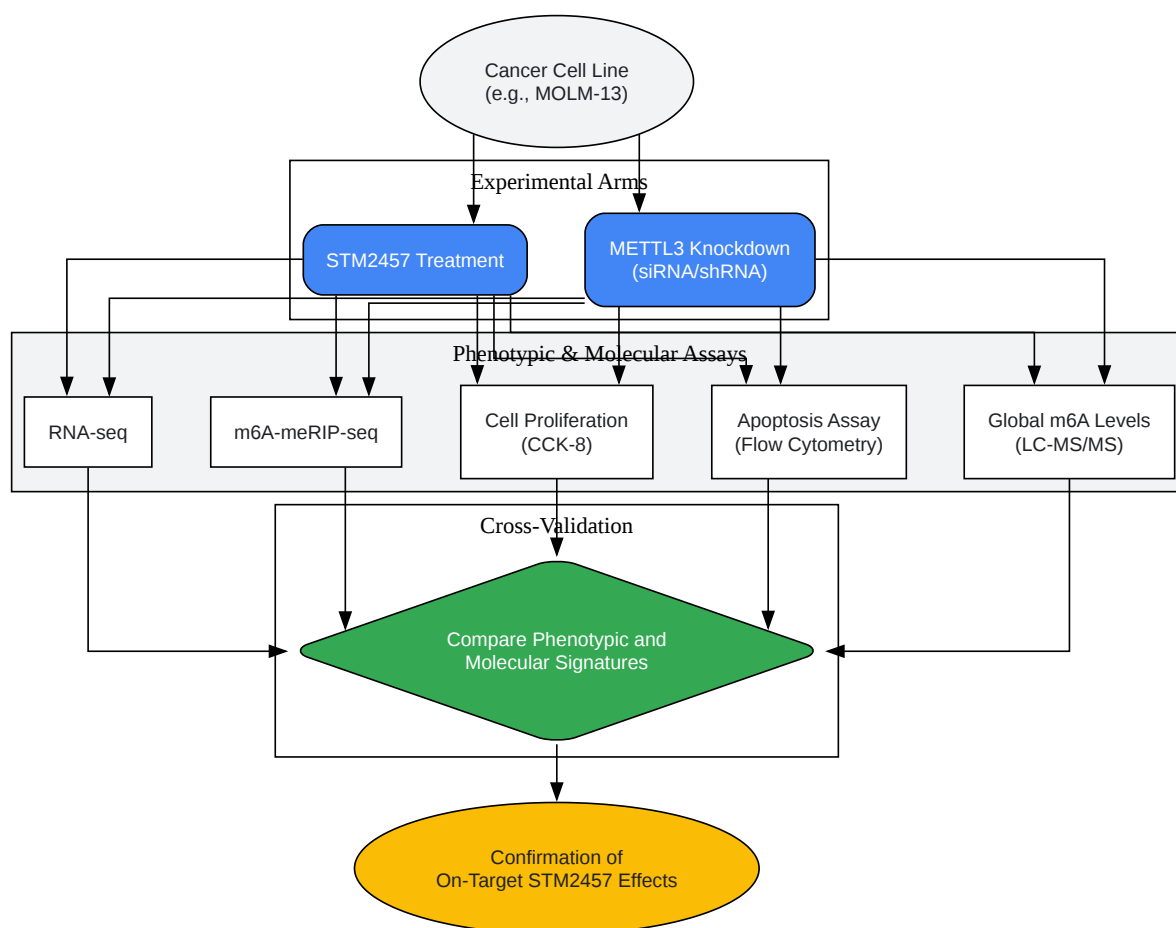 Cancer Cell Line
(e.g., MOLM-13)
Experimental Arms
STM2457 Treatment
METTL3 Knockdown
(siRNA/shRNA)
Phenotypic & Molecular Assays
RNA-seq
m6A-meRIP-seq
Cell Proliferation
(CCK-8)
Apoptosis Assay
(Flow Cytometry)
Global m6A Levels
(LC-MS/MS)
Cross-Validation
Compare Phenotypic and
Molecular Signatures
Confirmation of
On-Target STM2457 Effects